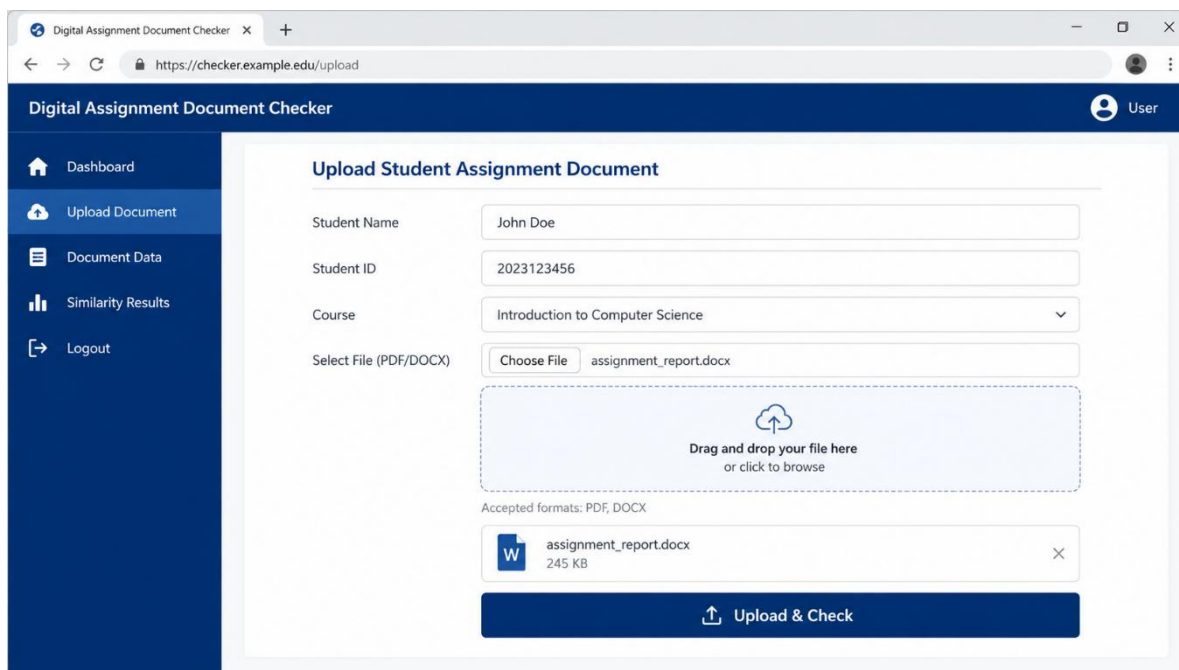 Digital Assignment Document Checker
https://checker.example.edu/upload
Digital Assignment Document Checker
User
Dashboard
Upload Document
Document Data
Similarity Results
Logout
Upload Student Assignment Document
Student Name
John Doe
Student ID
2023123456
Course
Introduction to Computer Science
Select File (PDF/DOCX)
Choose File
assignment_report.docx
Drag and drop your file here
or click to browse
Accepted formats: PDF, DOCX
W
assignment_report.docx
245 KB
Upload & Check